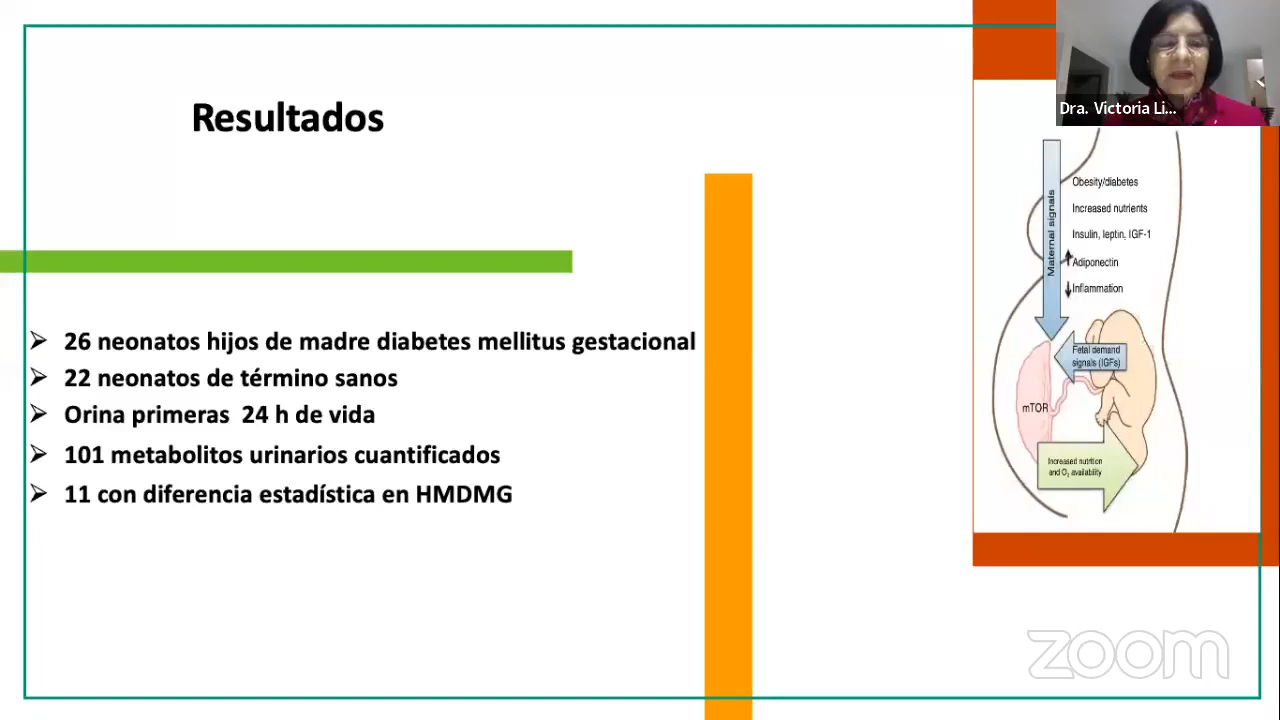 Resultados
26 neonatos hijos de madre diabetes mellitus gestacional
22 neonatos de término sanos
Orina primeras 24 h de vida
101 metabolitos urinarios cuantificados
11 con diferencia estadística en HMDMG
Dra. Victoria Li...
Maternal signals
Obesity/diabetes
Increased nutrients
Insulin, leptin, IGF-1
Adiponectin
Inflammation
Fetal demand
signals (IGFs)
mTOR
Increased nutrition
and O₂ availability
zoom